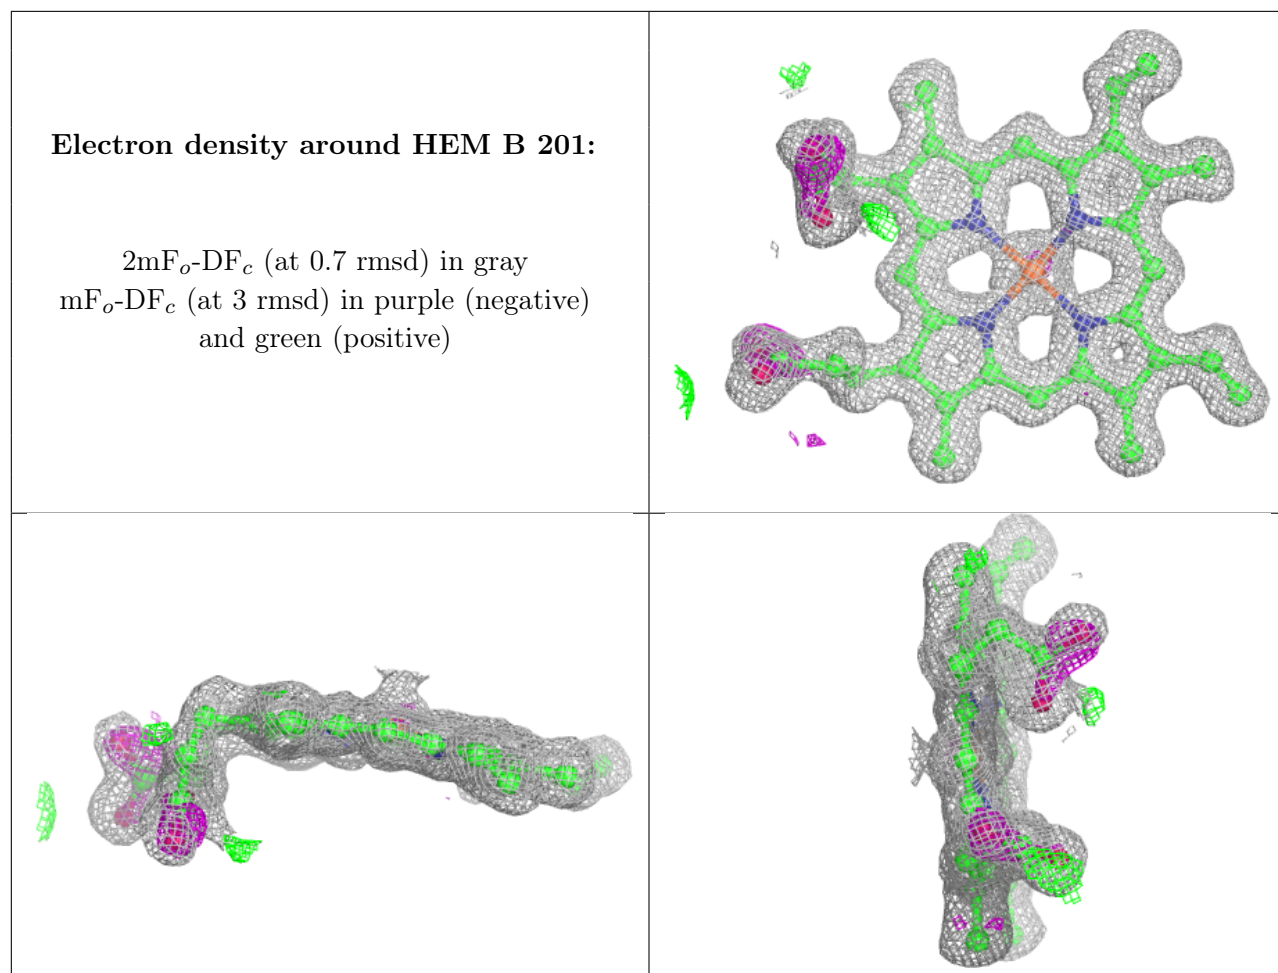 Electron density around HEM B 201:
2mFo-DFc (at 0.7 rmsd) in gray
mFo-DFc (at 3 rmsd) in purple (negative)
and green (positive)